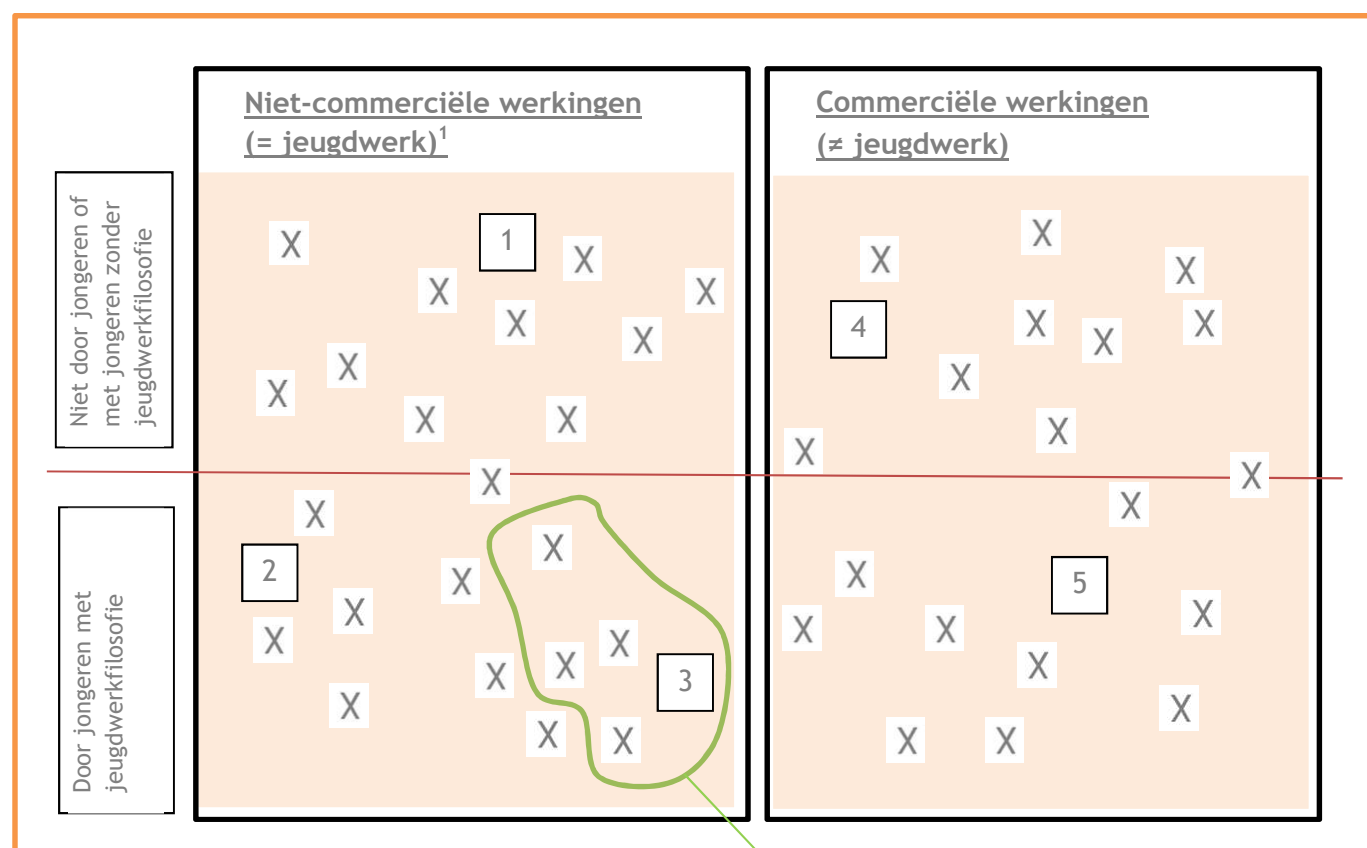 Niet-commerciële werkingen
(= jeugdwerk)¹
Commerciële werkingen
(≠ jeugdwerk)
Niet door jongeren of
met jongeren zonder
jeugdwerkfilosofie
X
1
X
X
X
X
X
X
X
X
X
X
X
X
X
4
X
X
X
X
X
X
X
Door jongeren met
jeugdwerkfilosofie
X
X
2
X
X
X
X
X
X
3
X
X
X
X
X
X
5
X
X
X
X
X
X
X